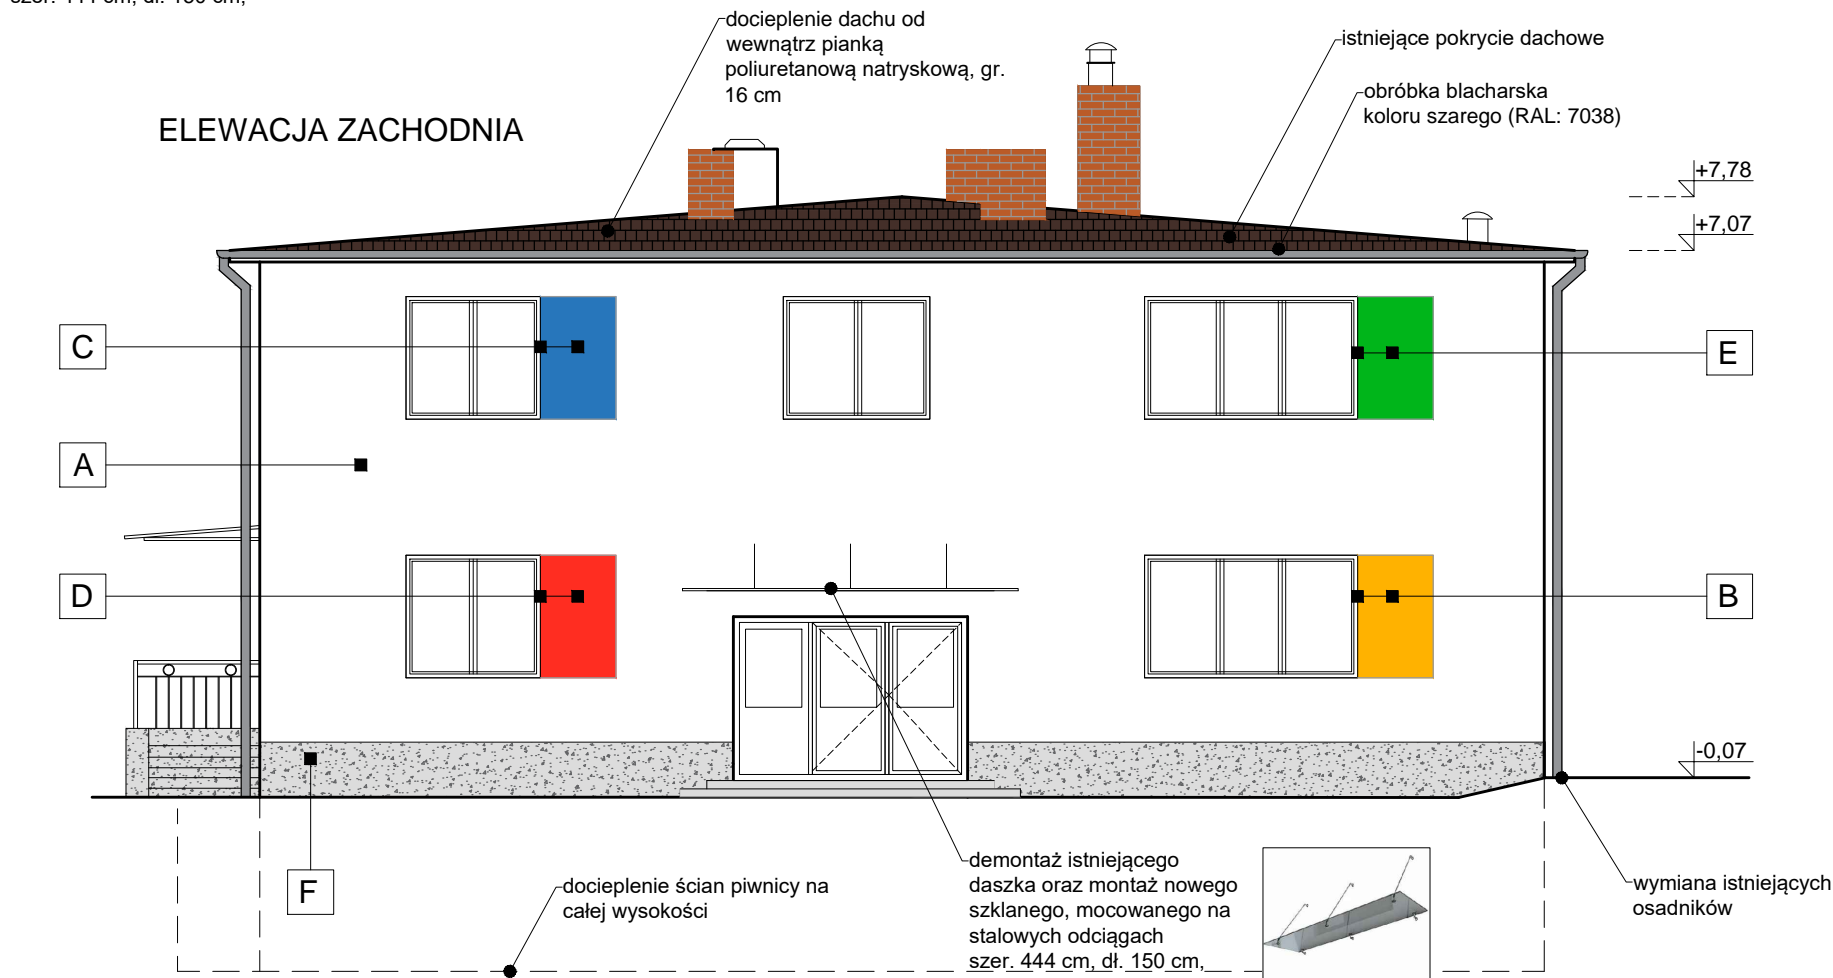 docieplenie dachu od
wewnątrz pianką
poliuretanową natryskową, gr.
16 cm
istniejące pokrycie dachowe
obróbka blacharska
koloru szarego (RAL: 7038)
ELEWACJA ZACHODNIA
+7,78
+7,07
C
E
A
D
B
-0,07
F
docieplenie ścian piwnicy na
całej wysokości
demontaż istniejącego
daszka oraz montaż nowego
szklanego, mocowanego na
stalowych odciągach
szer. 444 cm, dł. 150 cm,
wymiana istniejących
osadników